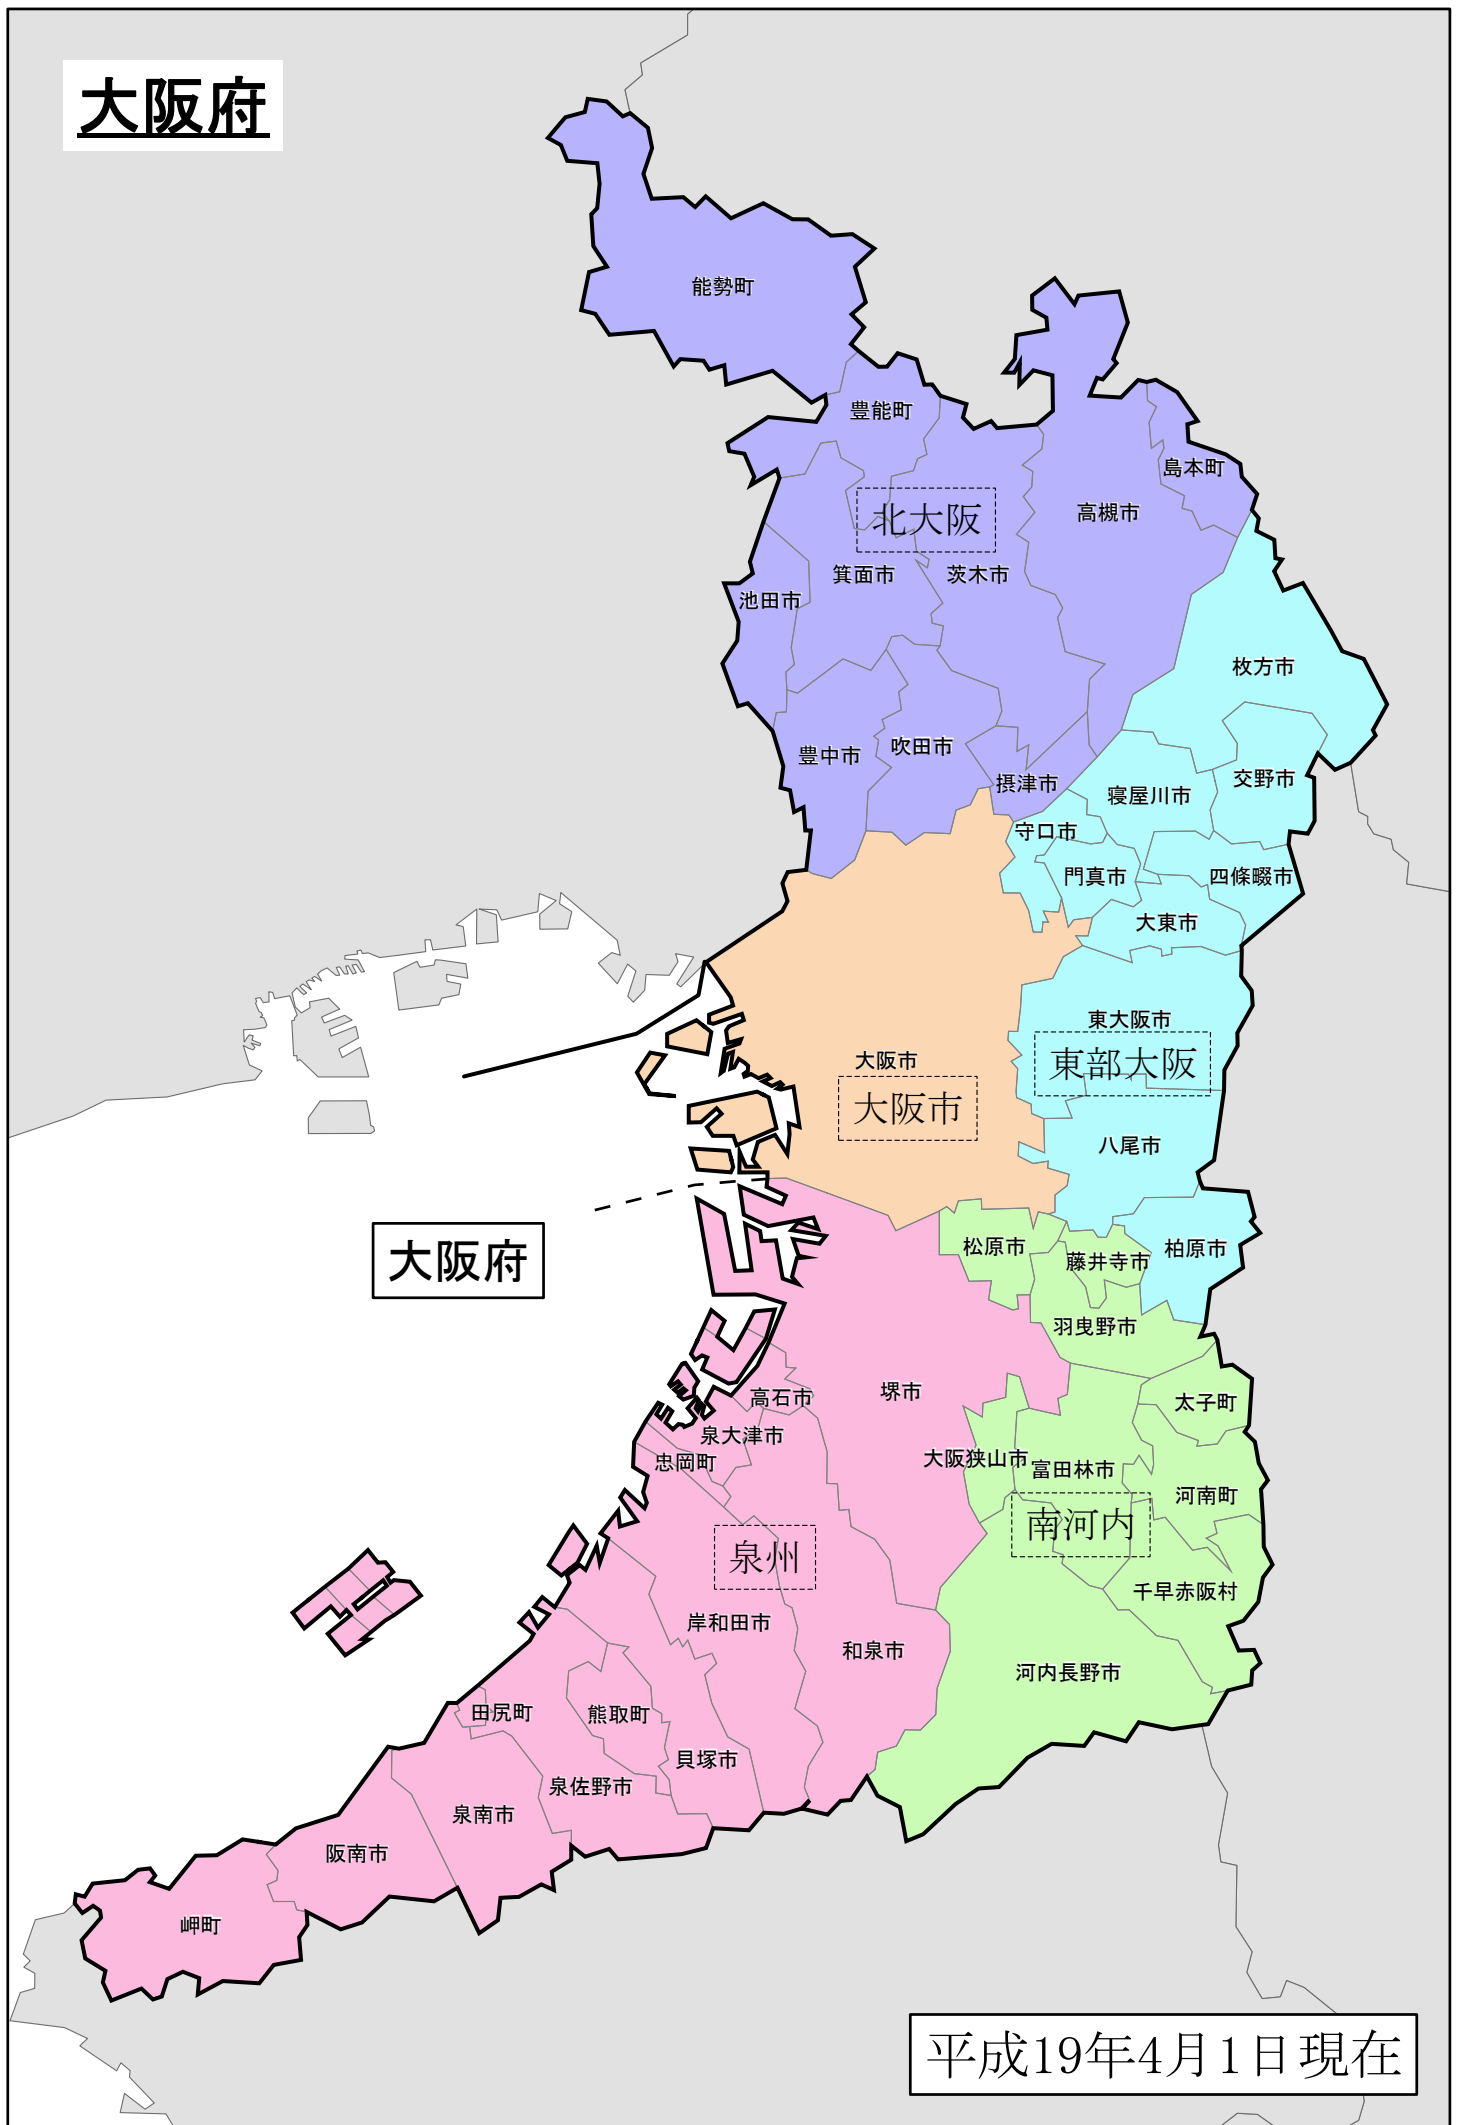 大阪府
能勢町
豊能町
島本町
高槻市
北大阪
箕面市
茨木市
池田市
枚方市
豊中市
吹田市
摂津市
交野市
寝屋川市
守口市
門真市
四條畷市
大東市
東大阪市
東部大阪
大阪市
大阪市
八尾市
大阪府
松原市
藤井寺市
柏原市
羽曳野市
高石市
堺市
太子町
泉大津市
忠岡町
大阪狭山市
富田林市
河南町
南河内
泉州
千早赤阪村
岸和田市
和泉市
河内長野市
田尻町
熊取町
貝塚市
泉佐野市
泉南市
阪南市
岬町
平成19年4月1日現在